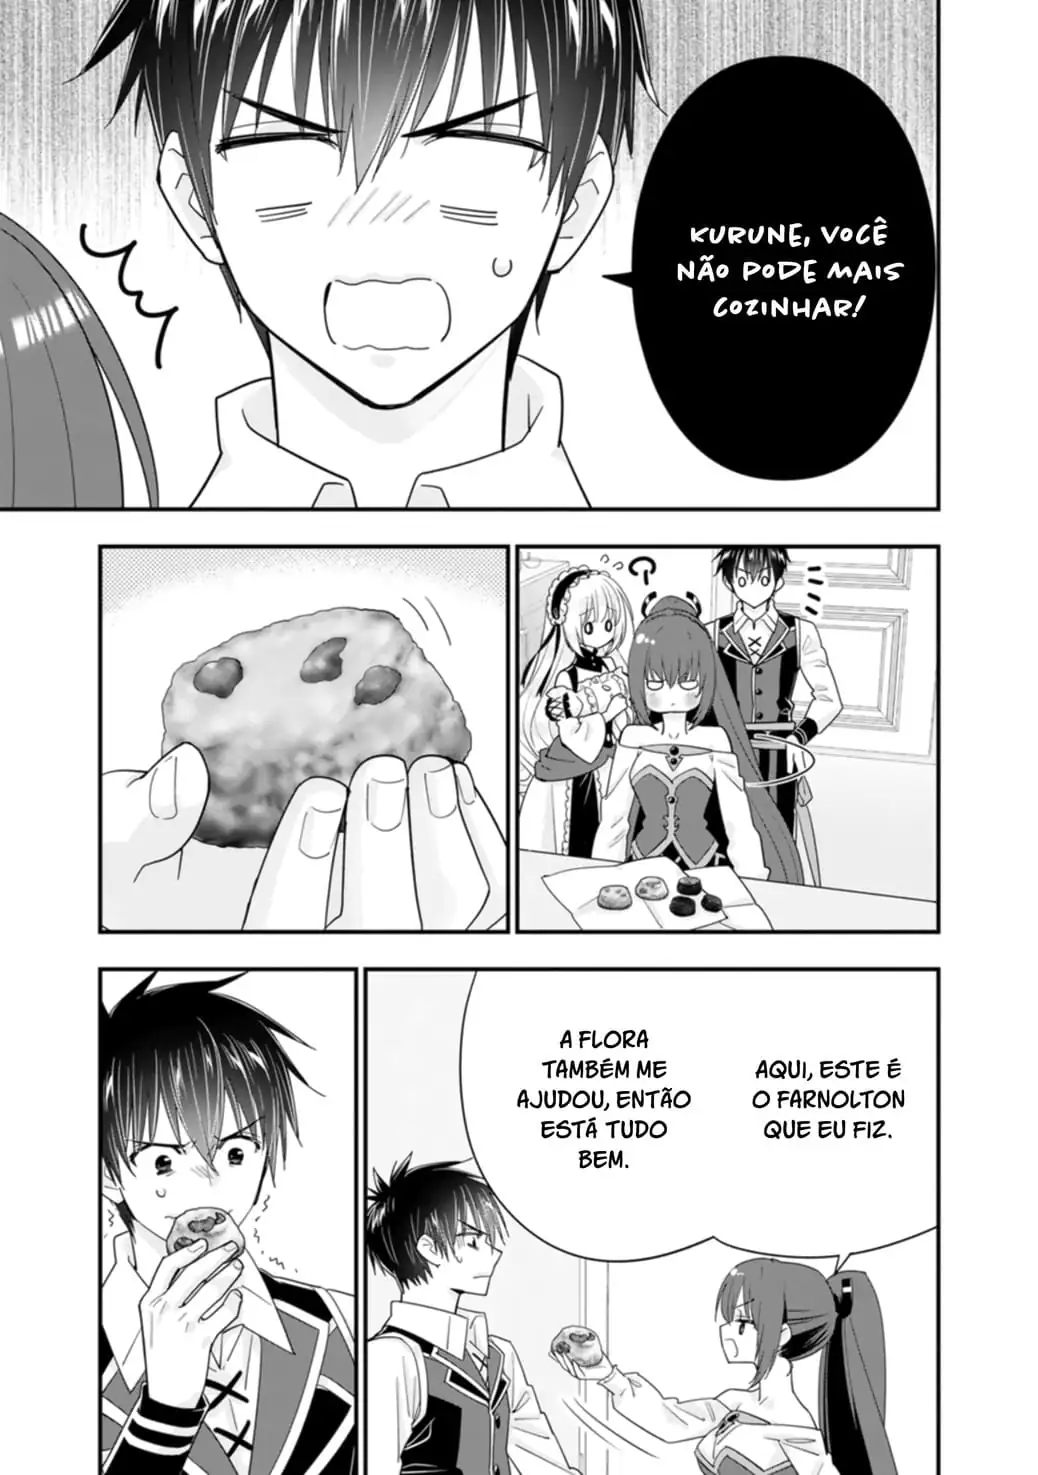 KURUNE, VOCÊ
NÃO PODE MAIS
COZINHAR!
AQUI, ESTE É
O FARNOLTON
QUE EU FIZ.
A FLORA
TAMBÉM ME
AJUDOU, ENTÃO
ESTÁ TUDO
BEM.